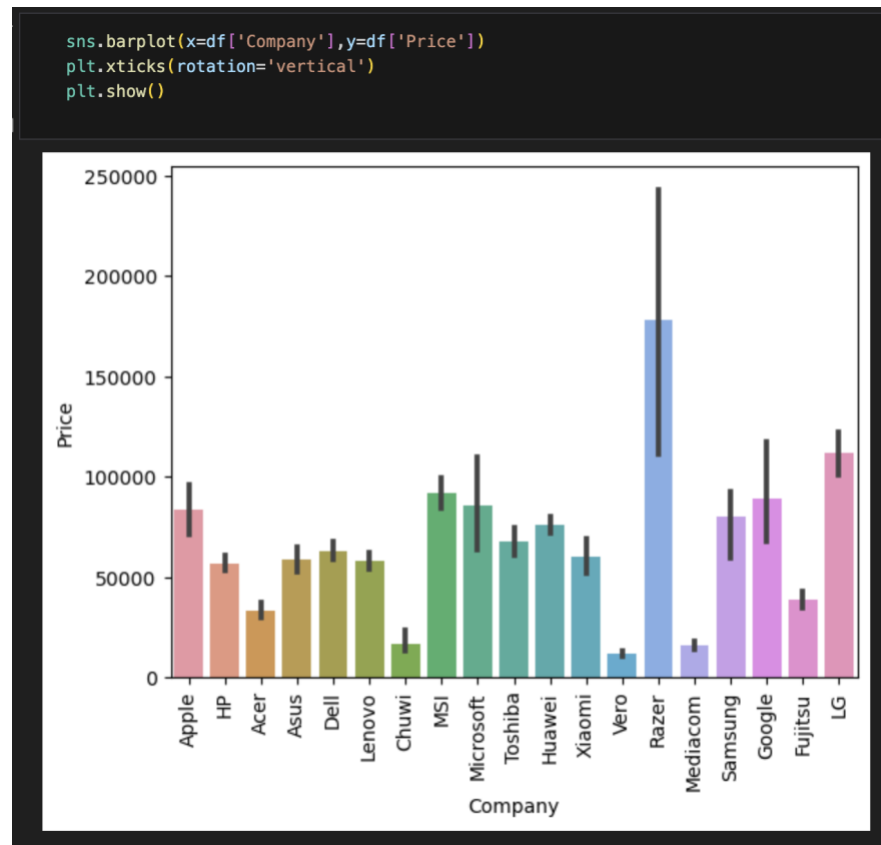 sns.barplot(x=df['Company'],y=df['Price'])
plt.xticks(rotation='vertical')
plt.show()
250000
200000
150000
100000
50000
0
Price
Apple
HP
Acer
Asus
Dell
Lenovo
Chuwi
MSI
Microsoft
Toshiba
Huawei
Xiaomi
Vero
Razer
Mediacom
Samsung
Google
Fujitsu
LG
Company